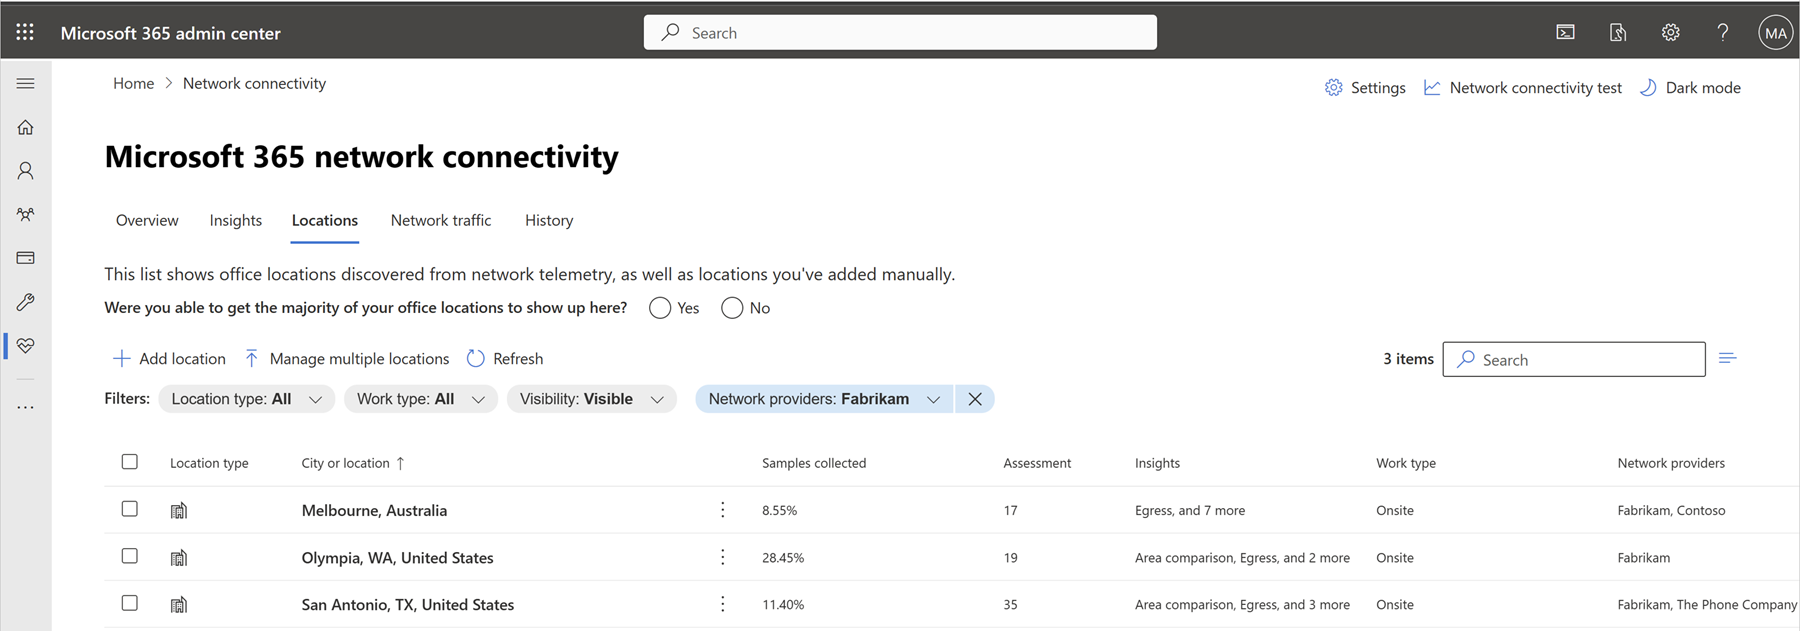 Microsoft 365 admin center
Search
MA
Home > Network connectivity
Settings
Network connectivity test
Dark mode
Microsoft 365 network connectivity
Overview
Insights
Locations
Network traffic
History
This list shows office locations discovered from network telemetry, as well as locations you've added manually.
Were you able to get the majority of your office locations to show up here? Yes No
Add location
Manage multiple locations
Refresh
3 items
Search
Filters: Location type: All Work type: All Visibility: Visible Network providers: Fabrikam
Location type City or location ↑ Samples collected Assessment Insights Work type Network providers
Melbourne, Australia 8.55% 17 Egress, and 7 more Onsite Fabrikam, Contoso
Olympia, WA, United States 28.45% 19 Area comparison, Egress, and 2 more Onsite Fabrikam
San Antonio, TX, United States 11.40% 35 Area comparison, Egress, and 3 more Onsite Fabrikam, The Phone Company